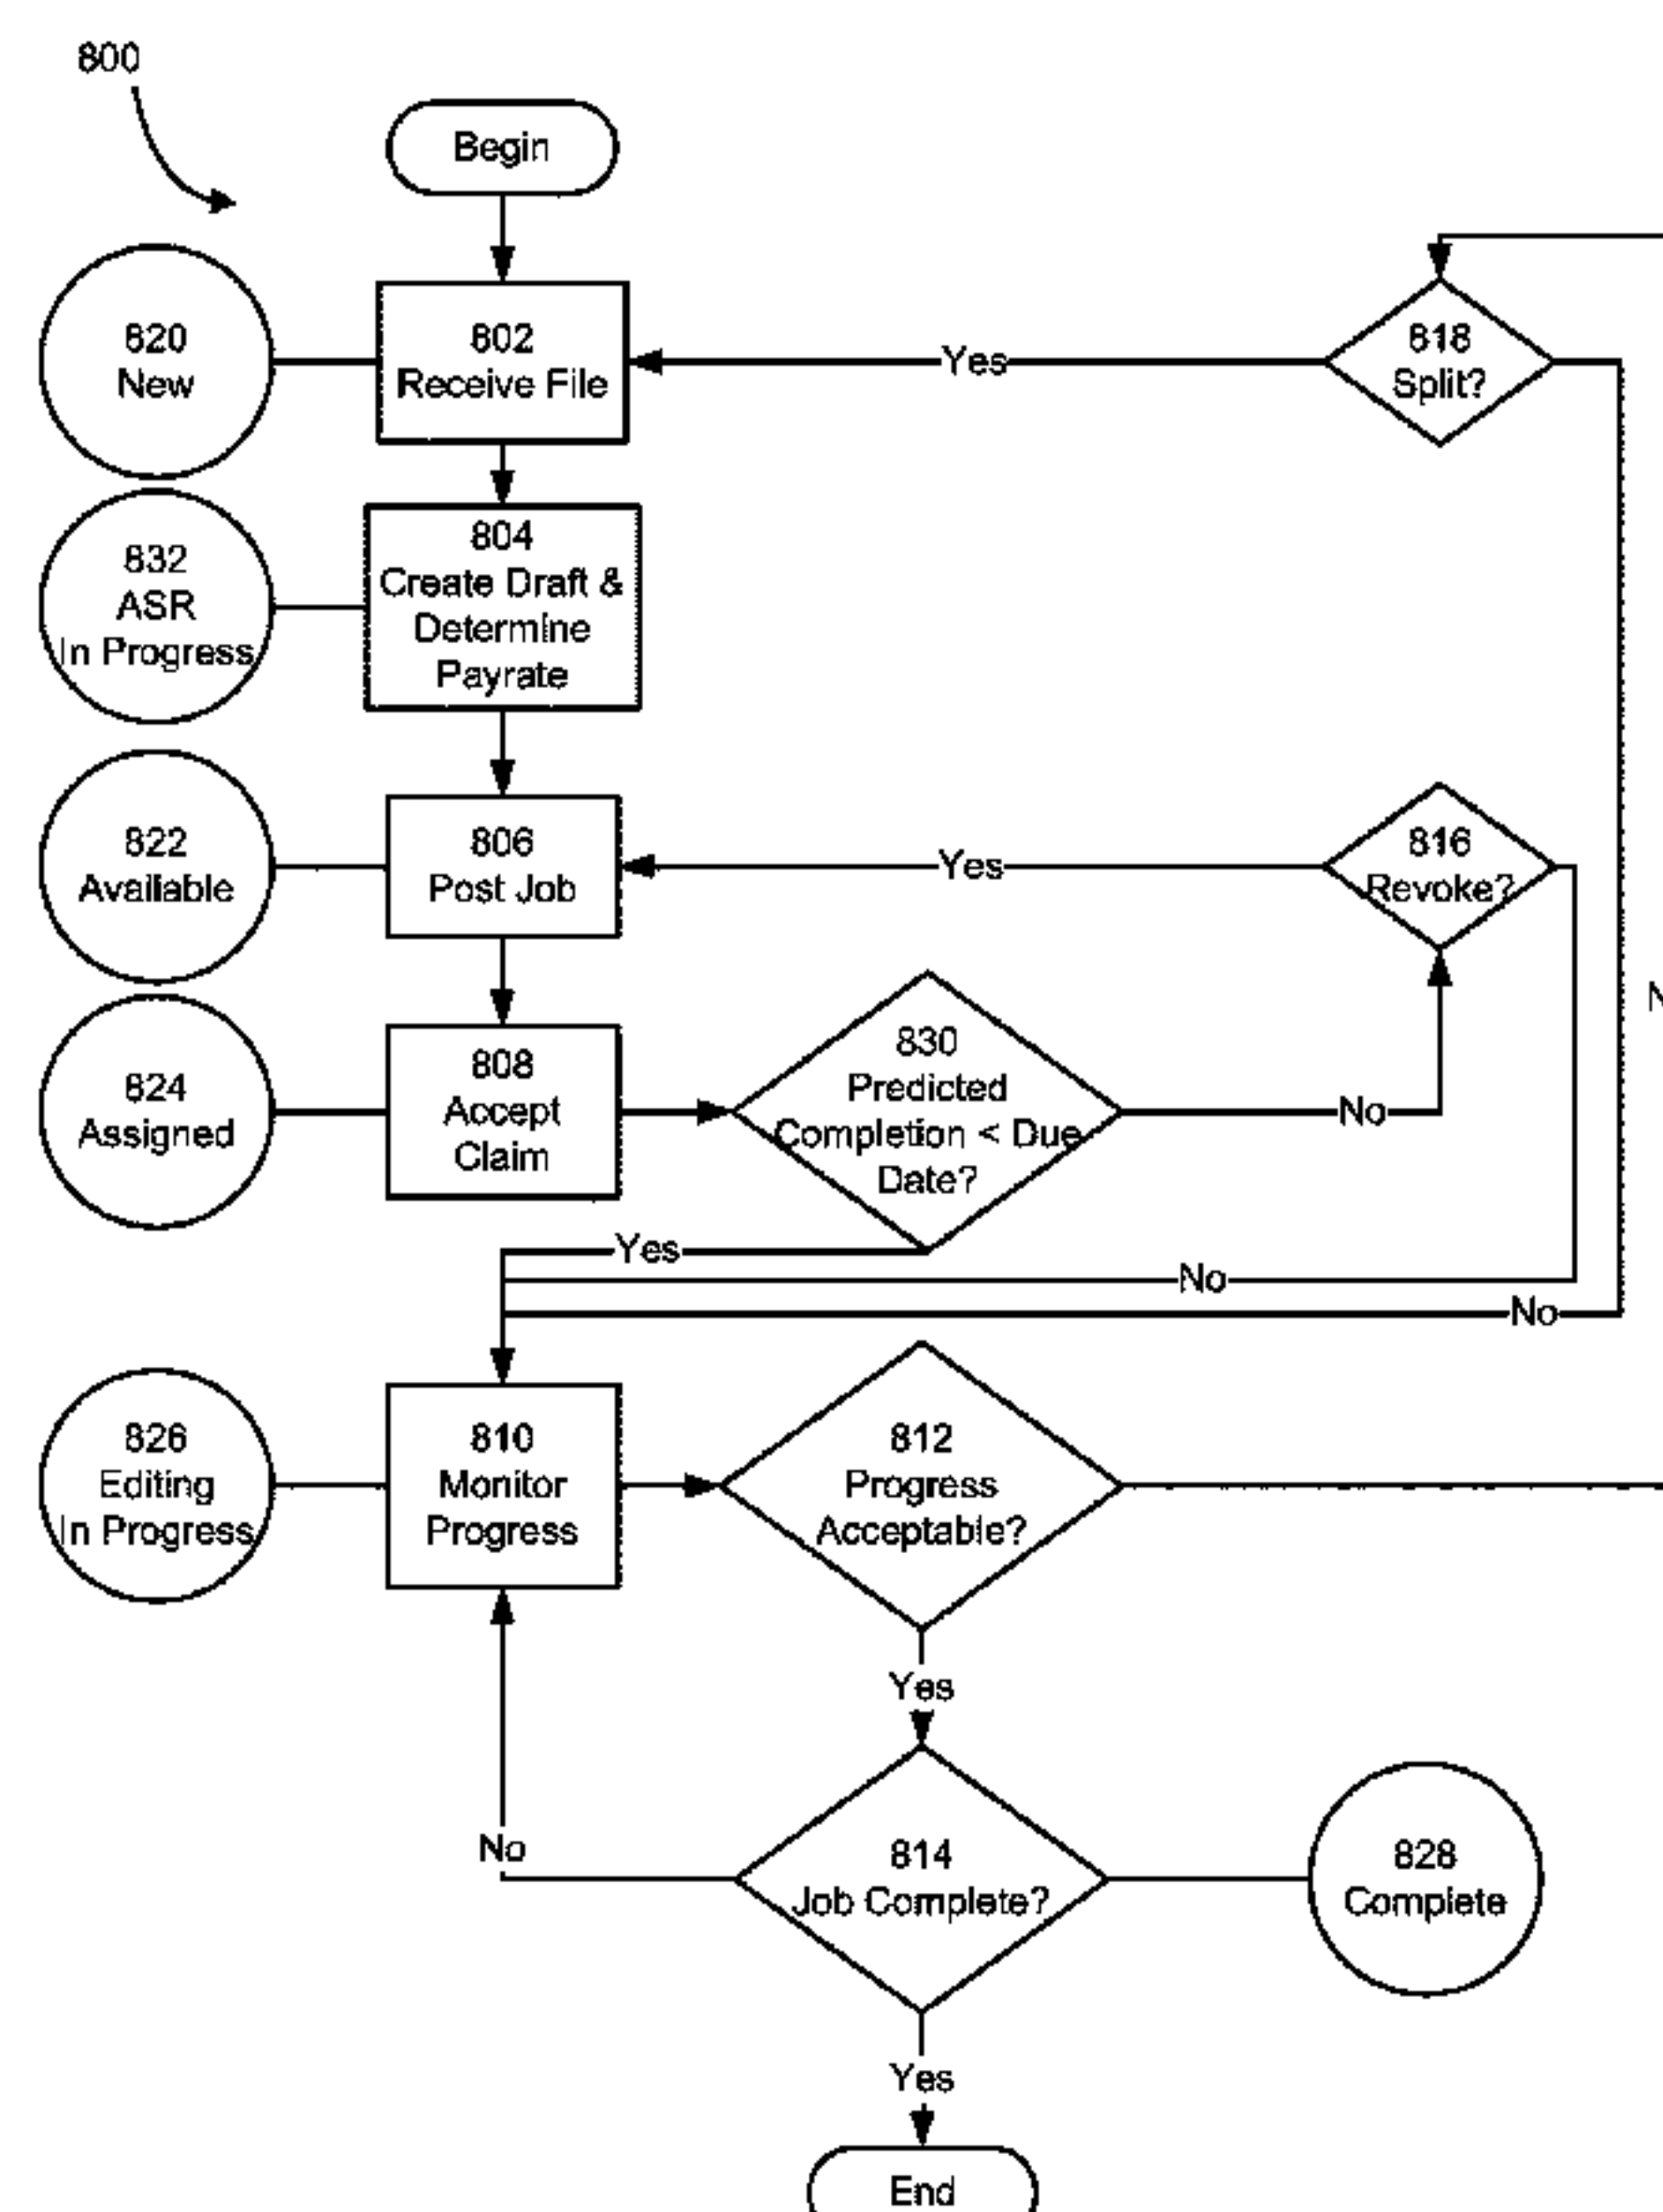 800
Begin
820
New
802
Receive File
Yes
818
Split?
832
ASR
In Progress
804
Create Draft &
Determine
Payrate
822
Available
806
Post Job
Yes
816
Revoke?
824
Assigned
808
Accept
Claim
830
Predicted
Completion < Due
Date?
No
Yes
No
No
826
Editing
In Progress
810
Monitor
Progress
812
Progress
Acceptable?
Yes
No
814
Job Complete?
828
Complete
Yes
End